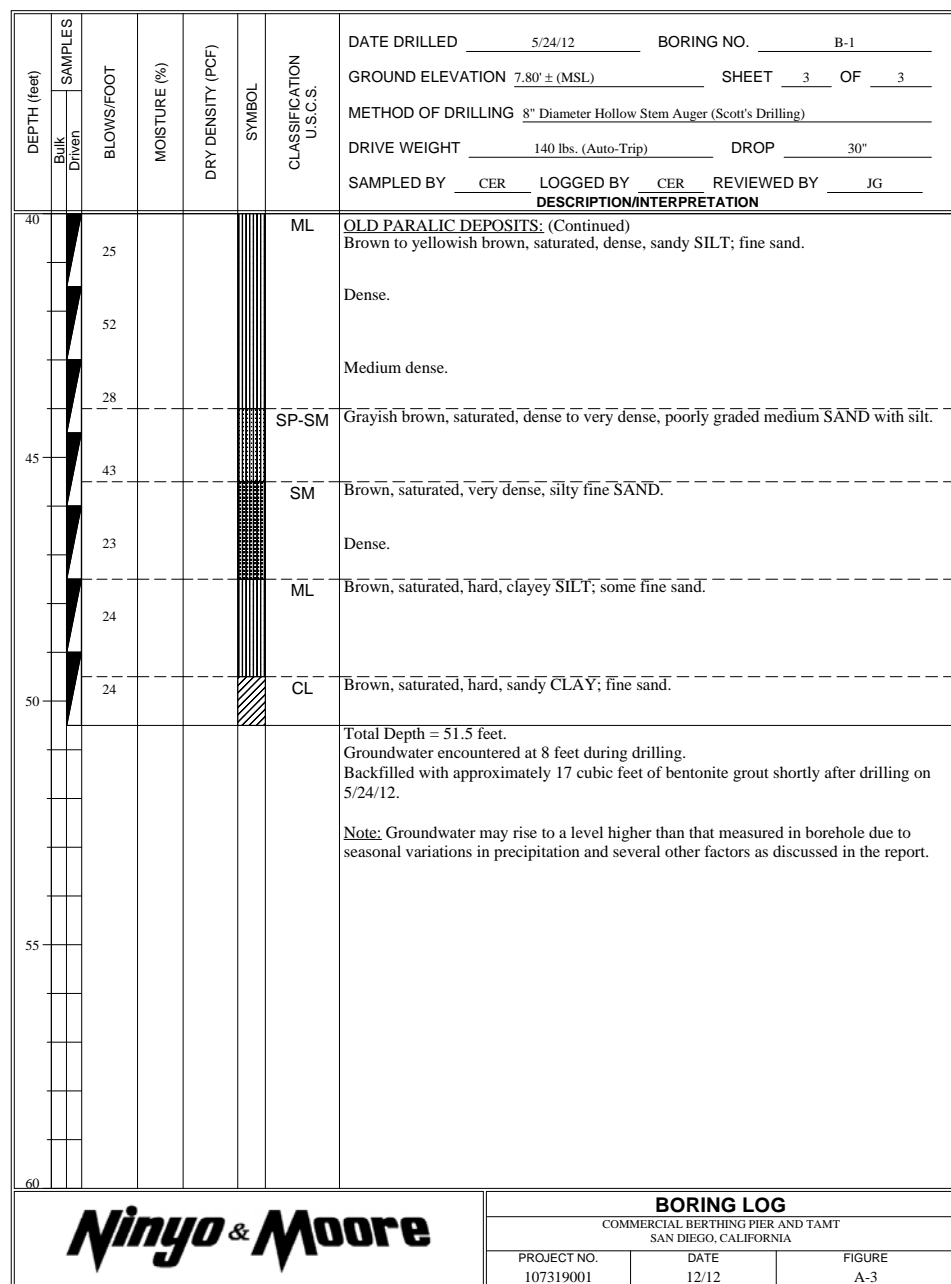 DEPTH (feet)
SAMPLES
Bulk
Driven
BLOWS/FOOT
MOISTURE (%)
DRY DENSITY (PCF)
SYMBOL
CLASSIFICATION
U.S.C.S.
DATE DRILLED 5/24/12 BORING NO. B-1
GROUND ELEVATION 7.80' ± (MSL) SHEET 3 OF 3
METHOD OF DRILLING 8" Diameter Hollow Stem Auger (Scott's Drilling)
DRIVE WEIGHT 140 lbs. (Auto-Trip) DROP 30"
SAMPLED BY CER LOGGED BY CER REVIEWED BY JG
DESCRIPTION/INTERPRETATION
40 ML OLD PARALIC DEPOSITS: (Continued)
25 Brown to yellowish brown, saturated, dense, sandy SILT; fine sand.
Dense.
52
Medium dense.
28
SP-SM Grayish brown, saturated, dense to very dense, poorly graded medium SAND with silt.
45
43
SM Brown, saturated, very dense, silty fine SAND.
23 Dense.
ML Brown, saturated, hard, clayey SILT; some fine sand.
24
24 CL Brown, saturated, hard, sandy CLAY; fine sand.
50
Total Depth = 51.5 feet.
Groundwater encountered at 8 feet during drilling.
Backfilled with approximately 17 cubic feet of bentonite grout shortly after drilling on
5/24/12.
Note: Groundwater may rise to a level higher than that measured in borehole due to
seasonal variations in precipitation and several other factors as discussed in the report.
55
60
Ninyo & Moore
BORING LOG
COMMERCIAL BERTHING PIER AND TAMT
SAN DIEGO, CALIFORNIA
PROJECT NO. DATE FIGURE
107319001 12/12 A-3